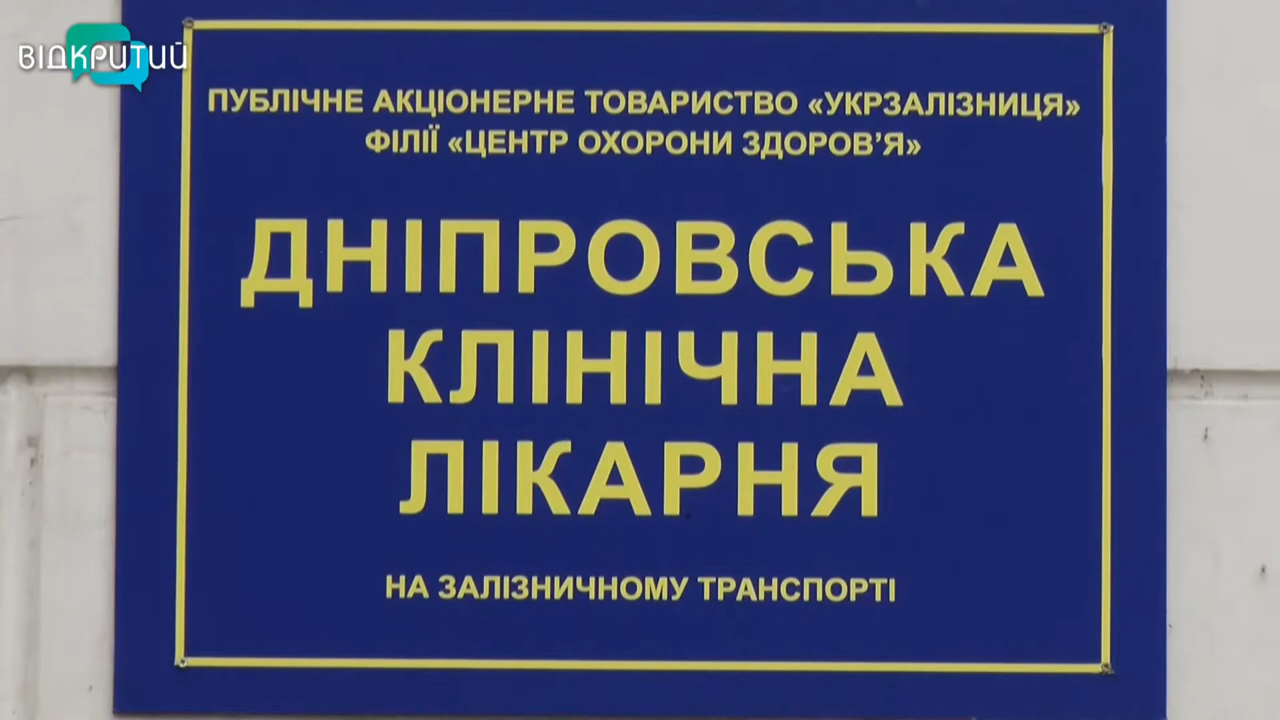 ВІДКРИТИЙ
ПУБЛІЧНЕ АКЦІОНЕРНЕ ТОВАРИСТВО «УКРЗАЛІЗНИЦЯ»
ФІЛІЇ «ЦЕНТР ОХОРОНИ ЗДОРОВ’Я»
ДНІПРОВСЬКА
КЛІНІЧНА
ЛІКАРНЯ
НА ЗАЛІЗНИЧНОМУ ТРАНСПОРТІ